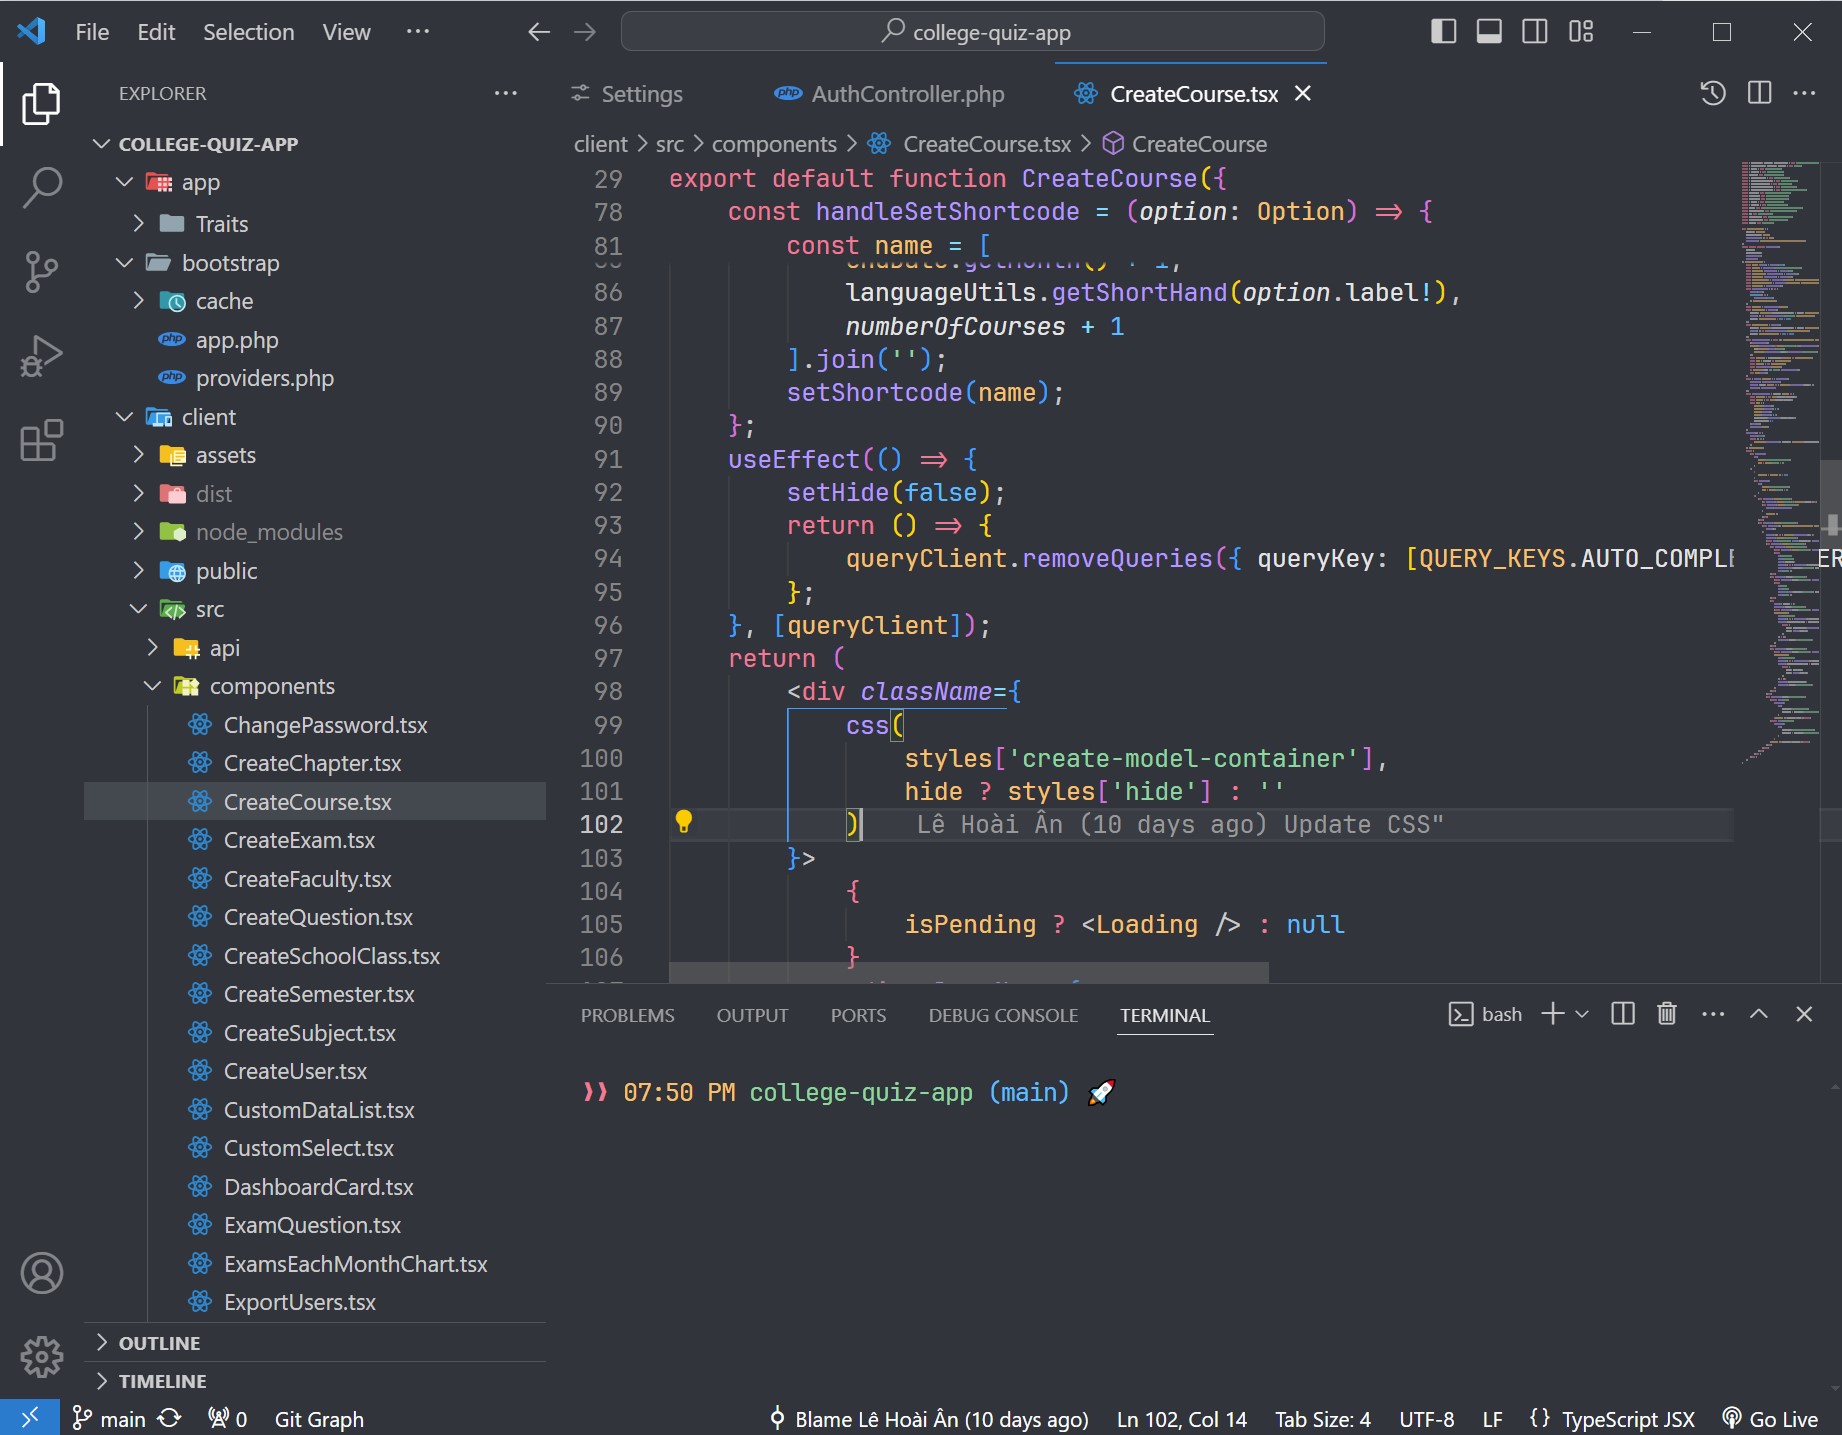 File Edit Selection View ···
college-quiz-app
EXPLORER
COLLEGE-QUIZ-APP
app
Traits
bootstrap
cache
php app.php
php providers.php
client
assets
dist
node_modules
public
src
api
components
ChangePassword.tsx
CreateChapter.tsx
CreateCourse.tsx
CreateExam.tsx
CreateFaculty.tsx
CreateQuestion.tsx
CreateSchoolClass.tsx
CreateSemester.tsx
CreateSubject.tsx
CreateUser.tsx
CustomDataList.tsx
CustomSelect.tsx
DashboardCard.tsx
ExamQuestion.tsx
ExamsEachMonthChart.tsx
ExportUsers.tsx
OUTLINE
TIMELINE
Settings php AuthController.php CreateCourse.tsx
client > src > components > CreateCourse.tsx > CreateCourse
29 export default function CreateCourse({
78 const handleSetShortcode = (option: Option) => {
81 const name = [
86 languageUtils.getShortHand(option.label!),
87 numberOfCourses + 1
88 ].join('');
89 setShortcode(name);
90 };
91 useEffect(() => {
92 setHide(false);
93 return () => {
94 queryClient.removeQueries({ queryKey: [QUERY_KEYS.AUTO_COMPLE
95 };
96 }, [queryClient]);
97 return (
98 <div className={
99 css(
100 styles['create-model-container'],
101 hide ? styles['hide'] : ''
102 ) Lê Hoài Ân (10 days ago) Update CSS"
103 }>
104 {
105 isPending ? <Loading /> : null
106 }
PROBLEMS OUTPUT PORTS DEBUG CONSOLE TERMINAL bash
❯❯ 07:50 PM college-quiz-app (main) 🚀
main 0 Git Graph Blame Lê Hoài Ân (10 days ago) Ln 102, Col 14 Tab Size: 4 UTF-8 LF {} TypeScript JSX Go Live